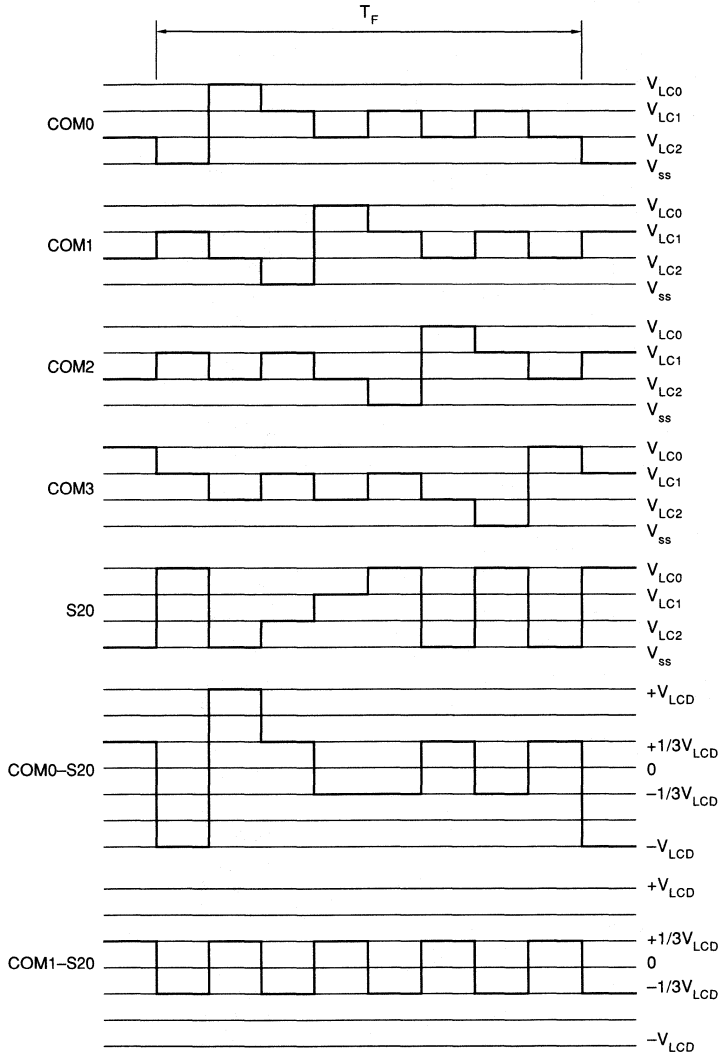 T_F
V_LC0
V_LC1
COM0
V_LC2
V_ss
V_LC0
COM1
V_LC1
V_LC2
V_ss
V_LC0
V_LC1
COM2
V_LC2
V_ss
V_LC0
V_LC1
COM3
V_LC2
V_ss
V_LC0
V_LC1
S20
V_LC2
V_ss
+V_LCD
+1/3V_LCD
COM0–S20
0
–1/3V_LCD
–V_LCD
+V_LCD
+1/3V_LCD
COM1–S20
0
–1/3V_LCD
–V_LCD